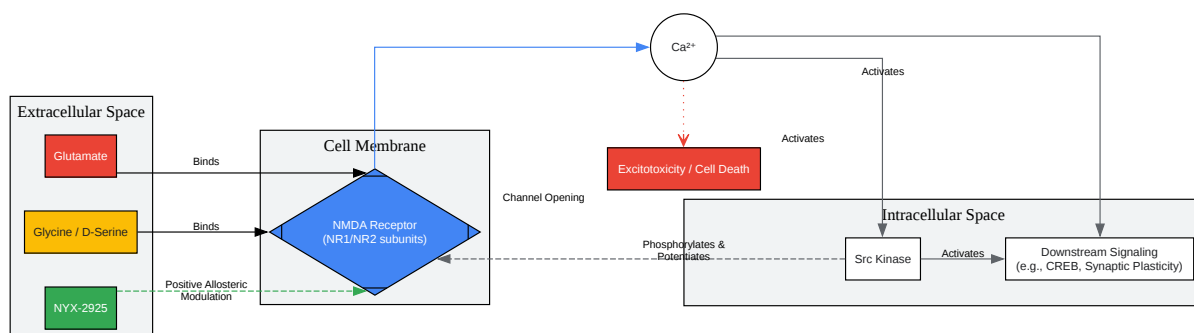 Ca²⁺
Activates
Extracellular Space
Glutamate
Binds
Cell Membrane
Activates
Excitotoxicity / Cell Death
Channel Opening
Glycine / D-Serine
Binds
NMDA Receptor
(NR1/NR2 subunits)
Intracellular Space
Phosphorylates &
Potentiates
Src Kinase
Activates
Downstream Signaling
(e.g., CREB, Synaptic Plasticity)
Positive Allosteric
Modulation
NYX-2925